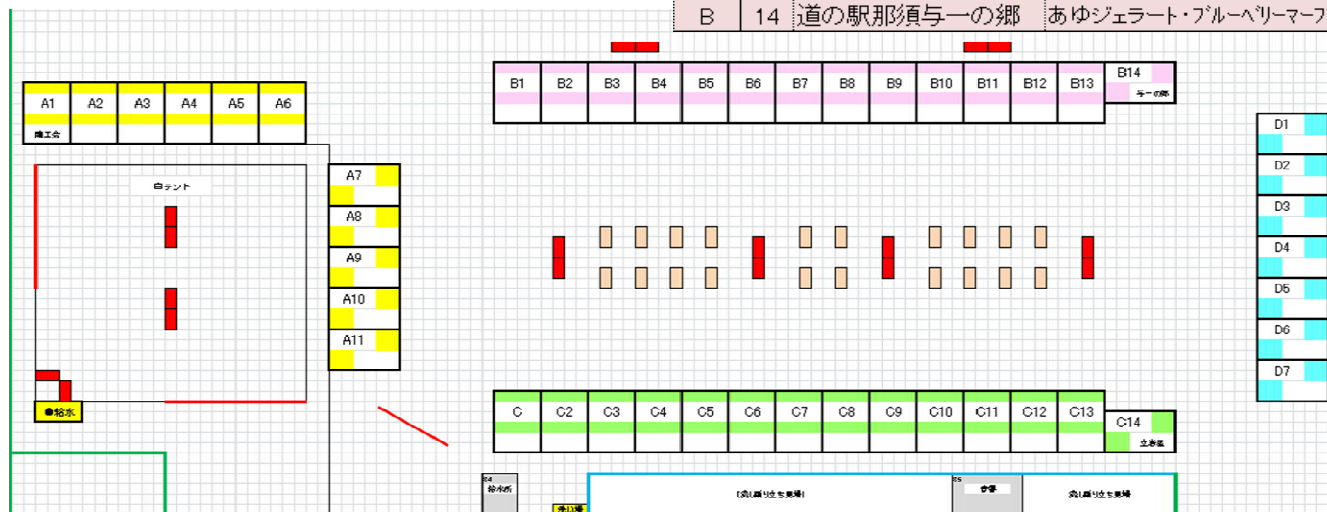 B 14 道の駅那須与一の郷 あゆジェラート・ブルーベリーマーフ
A1 A2 A3 A4 A5 A6
商工会
B1 B2 B3 B4 B5 B6 B7 B8 B9 B10 B11 B12 B13 B14
与一の郷
D1
D2
D3
D4
D5
D6
D7
白テント
A7
A8
A9
A10
A11
●給水
C C2 C3 C4 C5 C6 C7 C8 C9 C10 C11 C12 C13 C14
給水所
音響